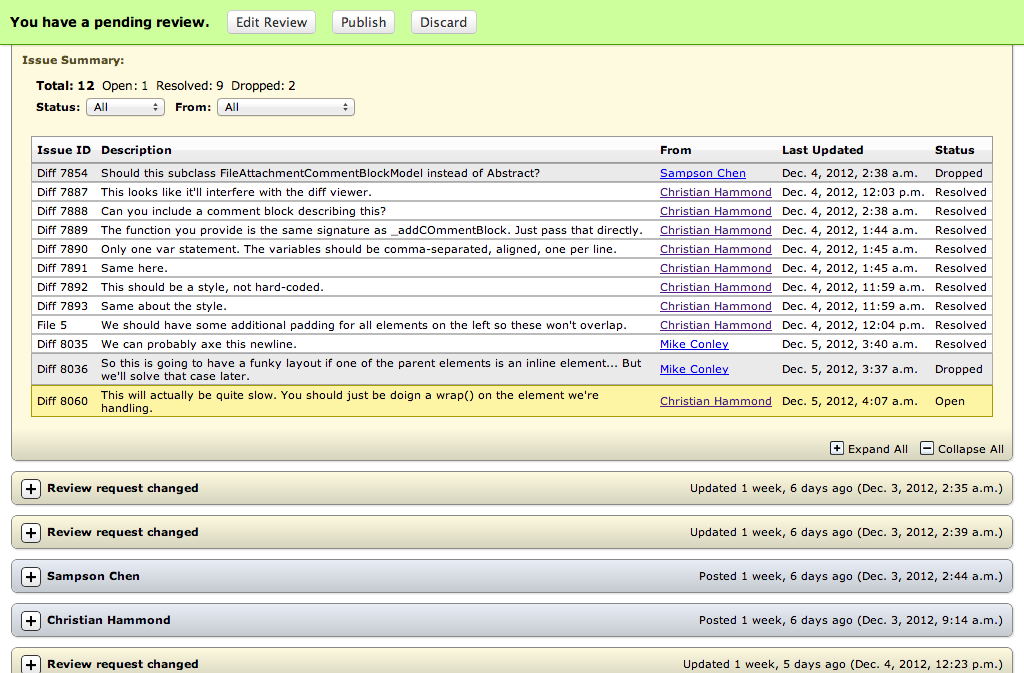 You have a pending review. Edit Review Publish Discard
Issue Summary:
Total: 12 Open: 1 Resolved: 9 Dropped: 2
Status: All From: All
Issue ID Description From Last Updated Status
Diff 7854 Should this subclass FileAttachmentCommentBlockModel instead of Abstract? Sampson Chen Dec. 4, 2012, 2:38 a.m. Dropped
Diff 7887 This looks like it'll interfere with the diff viewer. Christian Hammond Dec. 4, 2012, 12:03 p.m. Resolved
Diff 7888 Can you include a comment block describing this? Christian Hammond Dec. 4, 2012, 2:38 a.m. Resolved
Diff 7889 The function you provide is the same signature as _addCOmmentBlock. Just pass that directly. Christian Hammond Dec. 4, 2012, 1:44 a.m. Resolved
Diff 7890 Only one var statement. The variables should be comma-separated, aligned, one per line. Christian Hammond Dec. 4, 2012, 1:45 a.m. Resolved
Diff 7891 Same here. Christian Hammond Dec. 4, 2012, 1:45 a.m. Resolved
Diff 7892 This should be a style, not hard-coded. Christian Hammond Dec. 4, 2012, 11:59 a.m. Resolved
Diff 7893 Same about the style. Christian Hammond Dec. 4, 2012, 11:59 a.m. Resolved
File 5 We should have some additional padding for all elements on the left so these won't overlap. Christian Hammond Dec. 4, 2012, 12:04 p.m. Resolved
Diff 8035 We can probably axe this newline. Mike Conley Dec. 5, 2012, 3:40 a.m. Resolved
Diff 8036 So this is going to have a funky layout if one of the parent elements is an inline element... But
we'll solve that case later. Mike Conley Dec. 5, 2012, 3:37 a.m. Dropped
Diff 8060 This will actually be quite slow. You should just be doign a wrap() on the element we're
handling. Christian Hammond Dec. 5, 2012, 4:07 a.m. Open
Expand All Collapse All
Review request changed Updated 1 week, 6 days ago (Dec. 3, 2012, 2:35 a.m.)
Review request changed Updated 1 week, 6 days ago (Dec. 3, 2012, 2:39 a.m.)
Sampson Chen Posted 1 week, 6 days ago (Dec. 3, 2012, 2:44 a.m.)
Christian Hammond Posted 1 week, 6 days ago (Dec. 3, 2012, 9:14 a.m.)
Review request changed Updated 1 week, 5 days ago (Dec. 4, 2012, 12:23 p.m.)